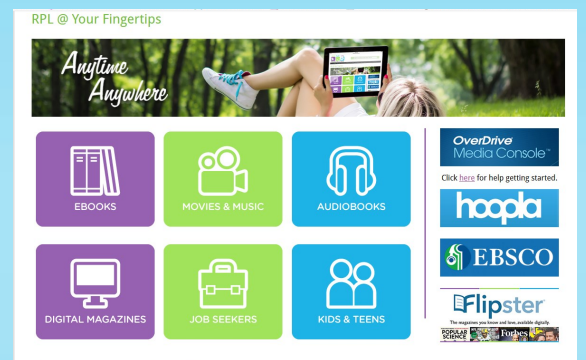 RPL @ Your Fingertips
Anytime
Anywhere
EBOOKS
MOVIES & MUSIC
AUDIOBOOKS
DIGITAL MAGAZINES
JOB SEEKERS
KIDS & TEENS
OverDrive
Media Console™
Click here for help getting started.
hoopla
EBSCO
Flipster
The magazines you know and love, available digitally.
POPULAR
SCIENCE
Forbes